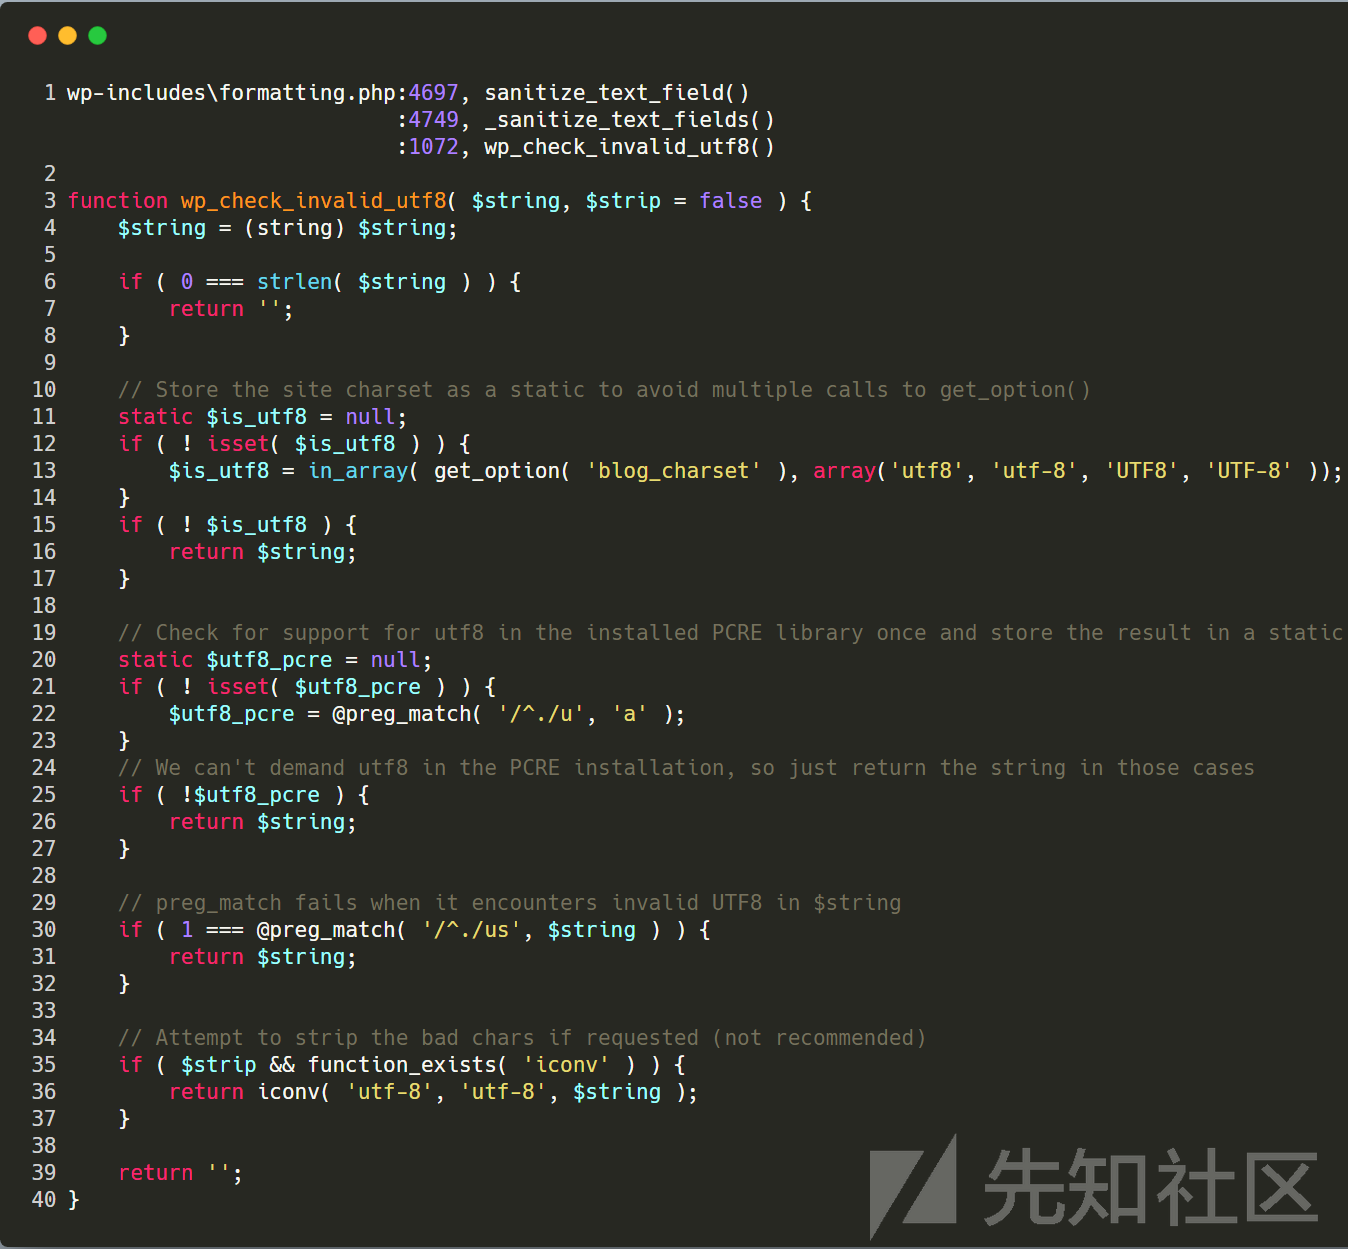 1 wp-includes\formatting.php:4697, sanitize_text_field()
:4749, _sanitize_text_fields()
:1072, wp_check_invalid_utf8()
2
3 function wp_check_invalid_utf8( $string, $strip = false ) {
4     $string = (string) $string;
5
6     if ( 0 === strlen( $string ) ) {
7         return '';
8     }
9
10     // Store the site charset as a static to avoid multiple calls to get_option()
11     static $is_utf8 = null;
12     if ( ! isset( $is_utf8 ) ) {
13         $is_utf8 = in_array( get_option( 'blog_charset' ), array('utf8', 'utf-8', 'UTF8', 'UTF-8' ));
14     }
15     if ( ! $is_utf8 ) {
16         return $string;
17     }
18
19     // Check for support for utf8 in the installed PCRE library once and store the result in a static
20     static $utf8_pcre = null;
21     if ( ! isset( $utf8_pcre ) ) {
22         $utf8_pcre = @preg_match( '/^./u', 'a' );
23     }
24     // We can't demand utf8 in the PCRE installation, so just return the string in those cases
25     if ( !$utf8_pcre ) {
26         return $string;
27     }
28
29     // preg_match fails when it encounters invalid UTF8 in $string
30     if ( 1 === @preg_match( '/^./us', $string ) ) {
31         return $string;
32     }
33
34     // Attempt to strip the bad chars if requested (not recommended)
35     if ( $strip && function_exists( 'iconv' ) ) {
36         return iconv( 'utf-8', 'utf-8', $string );
37     }
38
39     return '';
40 }
先知社区